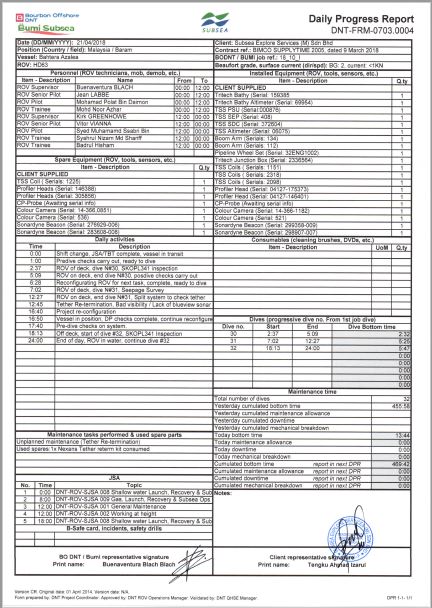 Bourbon Offshore
DNT
Bumi Subsea
SUBSEA
Daily Progress Report
DNT-FRM-0703.0004
Date (DD/MM/YYYY): 21/04/2018
Client: Subsea Explore Services (M) Sdn Bhd
Position (Country / field): Malaysia / Baram
Contract ref.: BIMCO SUPPLYTIME 2005, dated 9 March 2018
Vessel: Bahtera Azalea
BODNT / BUMI job ref.: 18_10_I
ROV: HD83
Beaufort grade, surface current (dir/spd): BG: 2, current: <1KN
Personnel (ROV technicians, mob, demob, etc.)
Item - Description Name From To
ROV Supervisor Buenaventura BLACH 00:00 12:00
ROV Senior Pilot Jean LABBE 00:00 12:00
ROV Pilot Mohamad Polat Bin Daimon 00:00 12:00
ROV Trainee Mohd Noor Azhar 00:00 12:00
ROV Supervisor Kirk GREENHOWE 12:00 00:00
ROV Senior Pilot Vitor VIANNA 12:00 00:00
ROV Pilot Syed Muhamamd Ssabri Bin 12:00 00:00
ROV Trainee Syahrul Nizam Md Shariff 12:00 00:00
ROV Trainee Badrul Hisham 12:00 00:00
Installed Equipment (ROV, tools, sensors, etc.)
Item - Description Q.ty
CLIENT SUPPLIED
Tritech Bathy (Serial: 159385 1
Tritech Bathy Altimeter (Serial: 69954) 1
TSS PSU (Serial:000876) 1
TSS SEP (Serial: 408) 1
TSS SDC (Serial: 372604) 1
TSS Altimeter (Serial: 06075) 1
Boom Arm (Serial: 134) 1
Boom Arm (Serial: 112) 1
Pipeline Wheel Set (Serial: 32ENG1002) 1
Tritech Junction Box (Serial: 2336564) 1
TSS Coils (Serial: 1151) 1
TSS Coils (Serial: 2318) 1
TSS Coils (Serial: 2098) 1
Profiler Head (Serial: 04127-175373) 1
Profiler Head (Serial: 04127-146401) 1
CP-Probe (Awaiting serial info) 1
Colour Camera (Serial: 14-366-1182) 1
Colour Camera (Serial: 521) 1
Sonardyne Beacon (Serial: 299358-009) 1
Sonardyne Beacon (Serial: 298907-007) 1
Spare Equipment (ROV, tools, sensors, etc.)
Item - Description Q.ty
CLIENT SUPPLIED
TSS Coil ( Serials: 1225) 1
Profiler Heads (Serial: 146388) 1
Profiler Heads (Serial: 305856) 1
CP-Probe (Awaiting serial info) 1
Colour Camera (Serial: 14-366,0851) 1
Colour Camera (Serial: 536) 1
Sonardyne Beacon (Serial: 276929-006) 1
Sonardyne Beacon (Serial: 283608-008) 1
Daily activities
Time Description
0:00 Shift change, JSA/TBT complete, vessel in transit
1:00 Predive checks carry out, ready to dive
2:37 ROV of deck, dive N#30, SKOPL341 inspection
5:09 ROV on deck, end dive N#30, posdive checks carry out
6:28 Reconfiguring ROV for next task, complete, ready to dive
7:02 ROV of deck, dive N#31, Seepage Survey
12:27 ROV on deck, end dive N#31, Split system to check tether
12:45 Tether Re-termination, Bad visibility / Lack of blueview sonar
16:40 Project re-configuration
16:50 Vessel in position, DP checks complete, continue reconfigure
17:40 Pre-dive checks on system.
18:13 Off deck, start of dive #32, SKOPL341 Inspection
24:00 End of day, ROV in water, continue dive #32
Consumables (cleaning brushes, DVDs, etc.)
Item - Description UoM Q.ty
Dives (progressive dive no. From 1st job dive)
Dive no. Start End Dive Bottom time
30 2:37 5:09 2:32
31 7:02 12:27 5:25
32 18:13 24:00 5:47
0:00
0:00
0:00
0:00
0:00
Maintenance time
Total number of dives 32
Yesterday cumulated bottom time 455:58
Yesterday cumulated maintenance allowance
Yesterday cumulated downtime
Yesterday cumulated mechanical breakdown
Today bottom time 13:44
Today maintenance allowance 0:00
Today downtime 0:00
Today mechanical breakdown 0:00
Cumulated bottom time report in next DPR 469:42
Cumulated maintenance allowance report in next DPR 0:00
Cumulated downtime report in next DPR 0:00
Cumulated mechanical breakdown report in next DPR 0:00
Maintenance tasks performed & used spare parts
Unplanned maintenance (Tether Re-termination)
Used spares:1x Nexans Tether reterm kit consumed
JSA
No. Time Topic
1 0:00 DNT-ROV-SJSA 008 Shallow water Launch, Recovery & Sub
2 8:00 DNT-ROV-SJSA 009 Gas, Launch, Recovery & Subsea Ops
3 12:00 DNT-ROV-SJSA 001 General Maintenance
4 12:00 DNT-ROV-SJSA 002 Working at height
5 18:00 DNT-ROV-SJSA 008 Shallow water Launch, Recovery & Sub
Notes:
B-Safe card, incidents, safety drills
BO DNT / Bumi representative signature
Print name: Buenaventura Blach Blach
Client representative signature
Print name: Tengku Ahmad Izarul
Version CR. Original date: 01 April 2014. Version date: N/A.
Form prepared by: DNT Project Coordinator. Approved by: DNT ROV Operations Manager. Validated by: DNT QHSE Manager.
DPR 1-1- 1/1